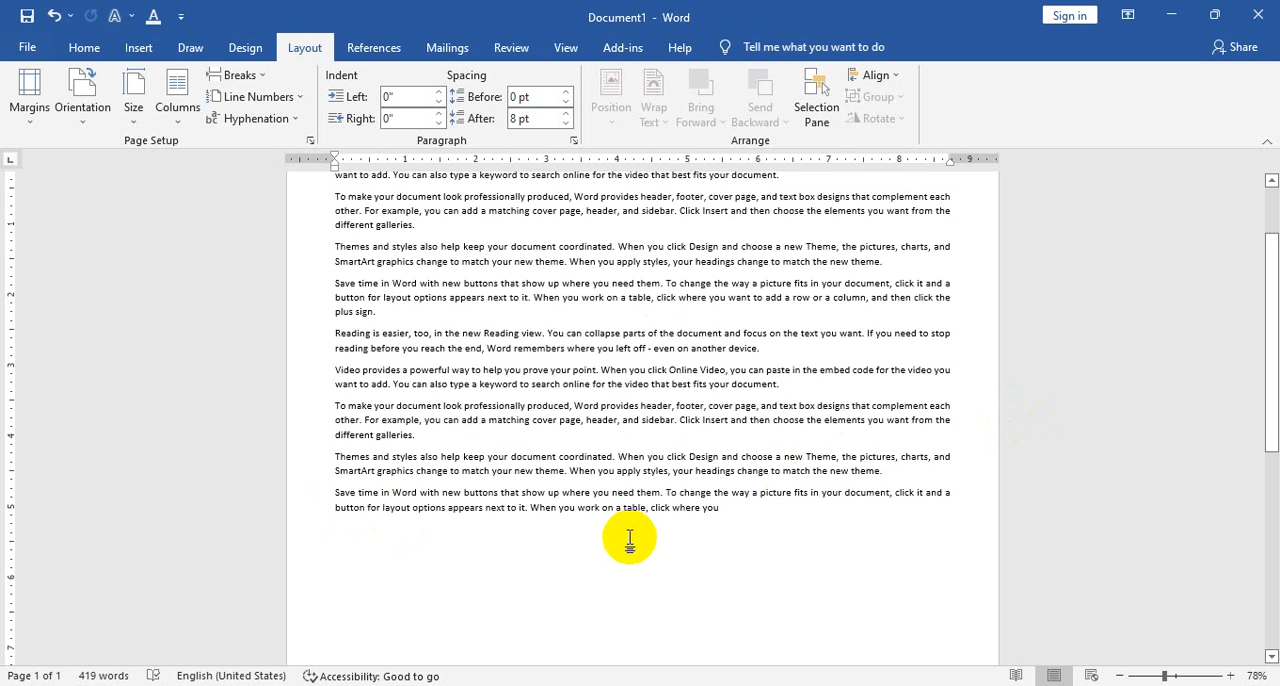 Document1 - Word
Sign in
File Home Insert Draw Design Layout References Mailings Review View Add-ins Help Tell me what you want to do Share
Margins Orientation Size Columns
Breaks
Line Numbers
Hyphenation
Page Setup
Indent Spacing
Left: 0" Before: 0 pt
Right: 0" After: 8 pt
Paragraph
Position Wrap Text Bring Forward Send Backward Selection Pane
Align
Group
Rotate
Arrange
1 2 3 4 5 6 7 8 9
want to add. You can also type a keyword to search online for the video that best fits your document.
To make your document look professionally produced, Word provides header, footer, cover page, and text box designs that complement each
other. For example, you can add a matching cover page, header, and sidebar. Click Insert and then choose the elements you want from the
different galleries.
Themes and styles also help keep your document coordinated. When you click Design and choose a new Theme, the pictures, charts, and
SmartArt graphics change to match your new theme. When you apply styles, your headings change to match the new theme.
Save time in Word with new buttons that show up where you need them. To change the way a picture fits in your document, click it and a
button for layout options appears next to it. When you work on a table, click where you want to add a row or a column, and then click the
plus sign.
Reading is easier, too, in the new Reading view. You can collapse parts of the document and focus on the text you want. If you need to stop
reading before you reach the end, Word remembers where you left off - even on another device.
Video provides a powerful way to help you prove your point. When you click Online Video, you can paste in the embed code for the video you
want to add. You can also type a keyword to search online for the video that best fits your document.
To make your document look professionally produced, Word provides header, footer, cover page, and text box designs that complement each
other. For example, you can add a matching cover page, header, and sidebar. Click Insert and then choose the elements you want from the
different galleries.
Themes and styles also help keep your document coordinated. When you click Design and choose a new Theme, the pictures, charts, and
SmartArt graphics change to match your new theme. When you apply styles, your headings change to match the new theme.
Save time in Word with new buttons that show up where you need them. To change the way a picture fits in your document, click it and a
button for layout options appears next to it. When you work on a table, click where you
1
2
3
4
5
6
7
Page 1 of 1 419 words English (United States) Accessibility: Good to go 78%